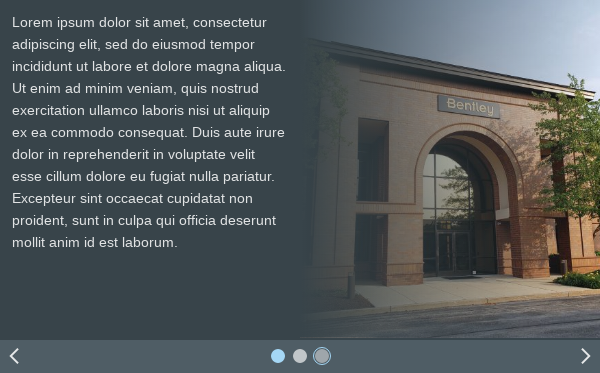 Lorem ipsum dolor sit amet, consectetur
adipiscing elit, sed do eiusmod tempor
incididunt ut labore et dolore magna aliqua.
Ut enim ad minim veniam, quis nostrud
exercitation ullamco laboris nisi ut aliquip
ex ea commodo consequat. Duis aute irure
dolor in reprehenderit in voluptate velit
esse cillum dolore eu fugiat nulla pariatur.
Excepteur sint occaecat cupidatat non
proident, sunt in culpa qui officia deserunt
mollit anim id est laborum.
Bentley